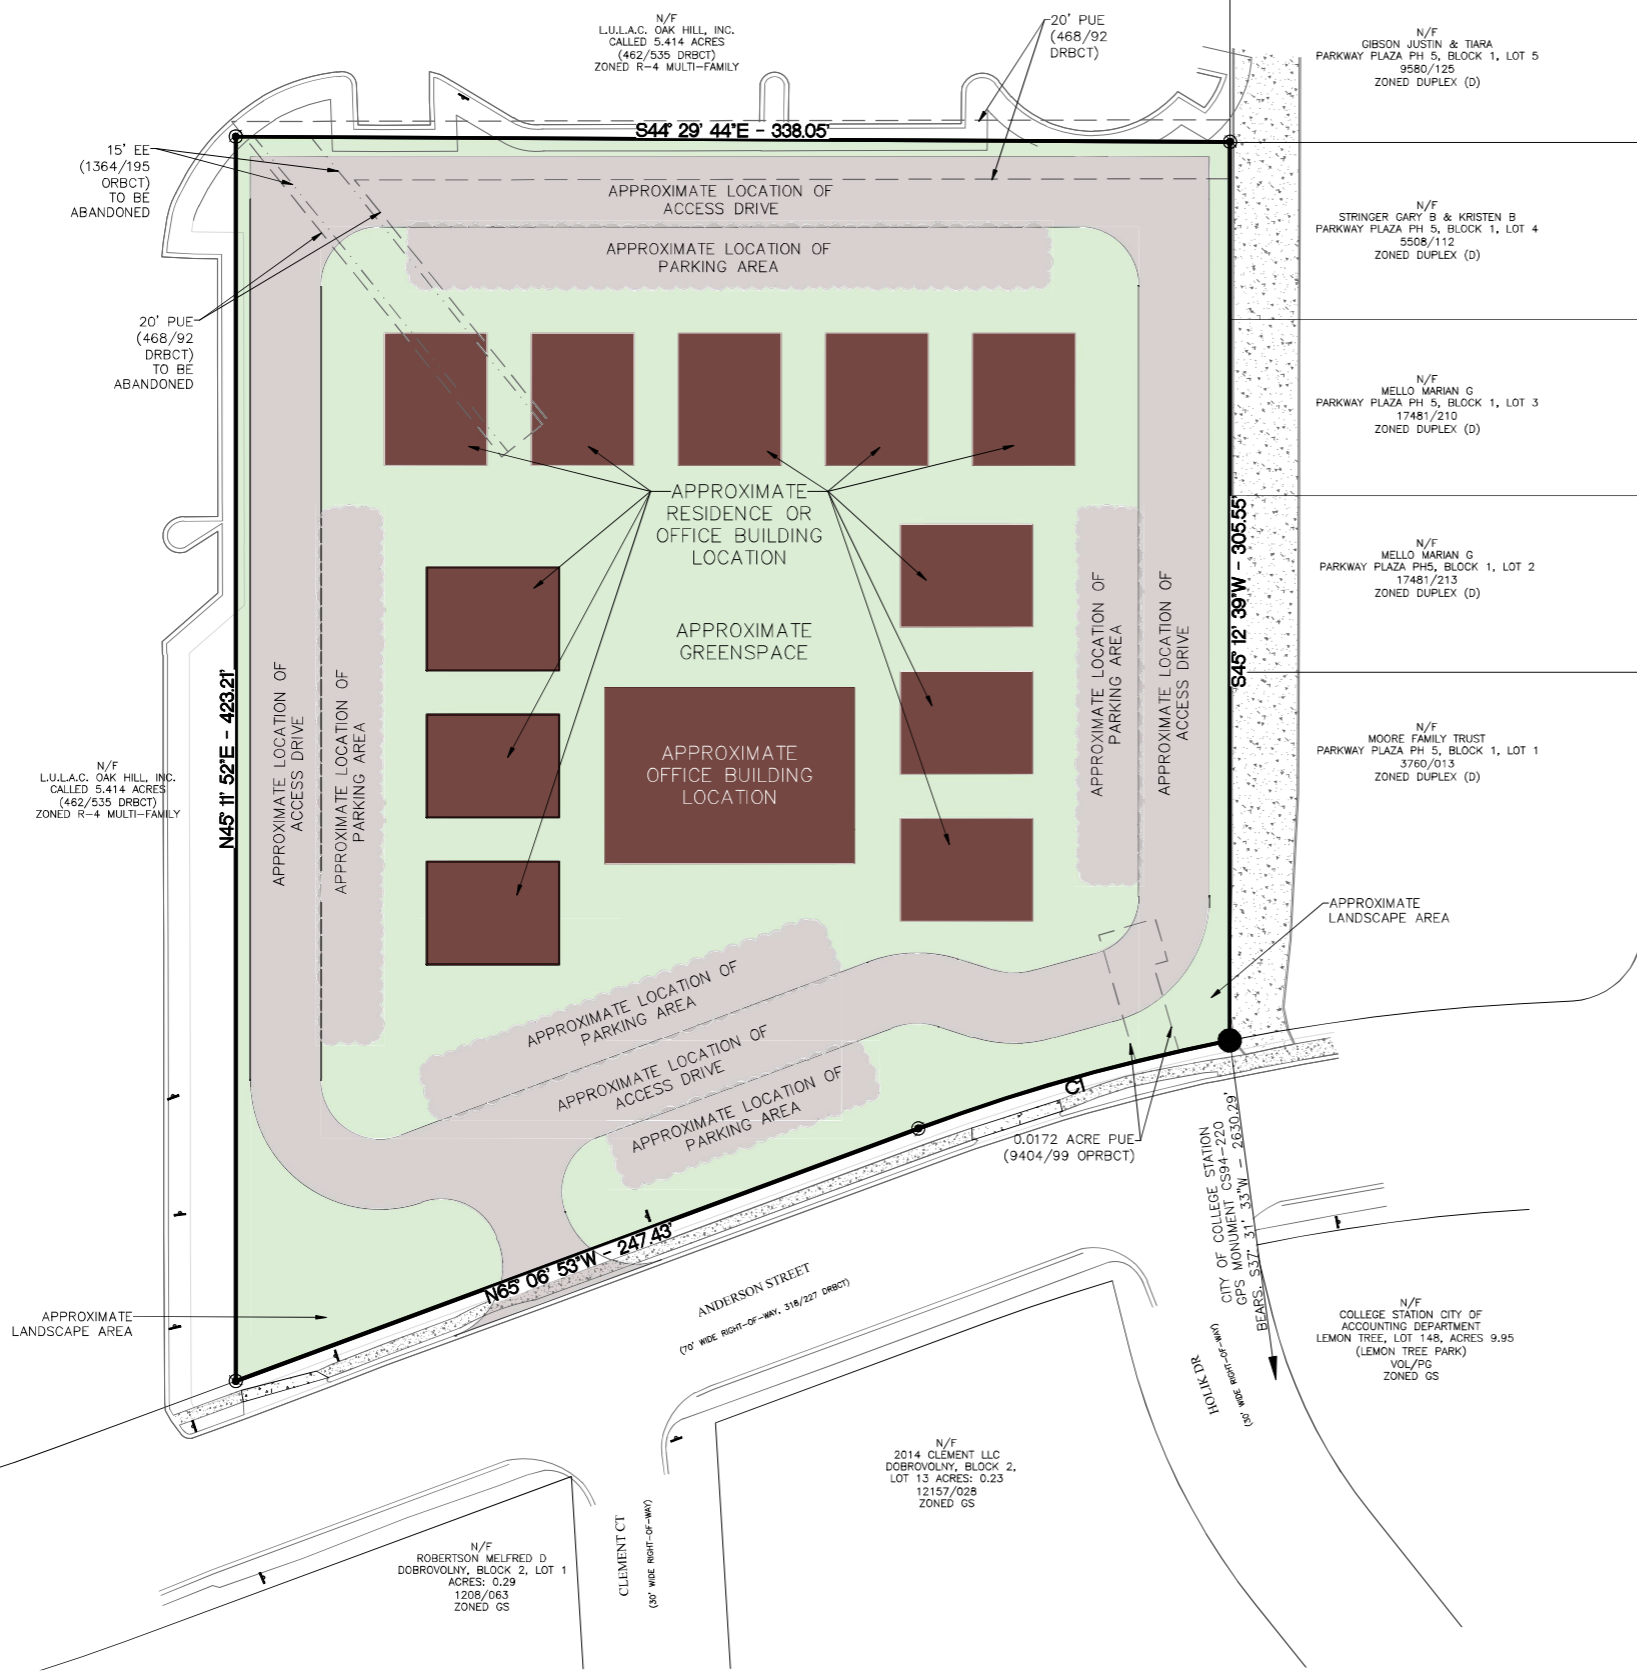 N/F
L.U.L.A.C. OAK HILL, INC.
CALLED 5.414 ACRES
(462/535 DRBCT)
ZONED R-4 MULTI-FAMILY
20' PUE
(468/92
DRBCT)
N/F
GIBSON JUSTIN & TIARA
PARKWAY PLAZA PH 5, BLOCK 1, LOT 5
9580/125
ZONED DUPLEX (D)
S44° 29' 44"E - 338.05'
15' EE
(1364/195
ORBCT)
TO BE
ABANDONED
APPROXIMATE LOCATION OF
ACCESS DRIVE
N/F
STRINGER GARY B & KRISTEN B
PARKWAY PLAZA PH 5, BLOCK 1, LOT 4
5508/112
ZONED DUPLEX (D)
APPROXIMATE LOCATION OF
PARKING AREA
20' PUE
(468/92
DRBCT)
TO BE
ABANDONED
N/F
MELLO MARIAN G
PARKWAY PLAZA PH 5, BLOCK 1, LOT 3
17481/210
ZONED DUPLEX (D)
APPROXIMATE
RESIDENCE OR
OFFICE BUILDING
LOCATION
S45° 12' 39"W - 305.55'
N/F
MELLO MARIAN G
PARKWAY PLAZA PH5, BLOCK 1, LOT 2
17481/213
ZONED DUPLEX (D)
APPROXIMATE
GREENSPACE
APPROXIMATE LOCATION OF
PARKING AREA
APPROXIMATE LOCATION OF
ACCESS DRIVE
N45° 11' 52"E - 423.21'
APPROXIMATE LOCATION OF
ACCESS DRIVE
APPROXIMATE LOCATION OF
PARKING AREA
APPROXIMATE
OFFICE BUILDING
LOCATION
N/F
MOORE FAMILY TRUST
PARKWAY PLAZA PH 5, BLOCK 1, LOT 1
3760/013
ZONED DUPLEX (D)
N/F
L.U.L.A.C. OAK HILL, INC.
CALLED 5.414 ACRES
(462/535 DRBCT)
ZONED R-4 MULTI-FAMILY
APPROXIMATE
LANDSCAPE AREA
APPROXIMATE LOCATION OF
PARKING AREA
APPROXIMATE LOCATION OF
ACCESS DRIVE
APPROXIMATE LOCATION OF
PARKING AREA
C1
0.0172 ACRE PUE
(9404/99 OPRBCT)
CITY OF COLLEGE STATION
GPS MONUMENT CS94-220
BEARS, S37° 31' 33"W - 2630.29'
N65° 06' 53"W - 247.43'
APPROXIMATE
LANDSCAPE AREA
ANDERSON STREET
(70' WIDE RIGHT-OF-WAY, 318/227 DRBCT)
HOLIK DR
(50' WIDE RIGHT-OF-WAY)
N/F
COLLEGE STATION CITY OF
ACCOUNTING DEPARTMENT
LEMON TREE, LOT 148, ACRES 9.95
(LEMON TREE PARK)
VOL/PG
ZONED GS
N/F
2014 CLEMENT LLC
DOBROVOLNY, BLOCK 2,
LOT 13 ACRES: 0.23
12157/028
ZONED GS
CLEMENT CT
(30' WIDE RIGHT-OF-WAY)
N/F
ROBERTSON MELFRED D
DOBROVOLNY, BLOCK 2, LOT 1
ACRES: 0.29
1208/063
ZONED GS